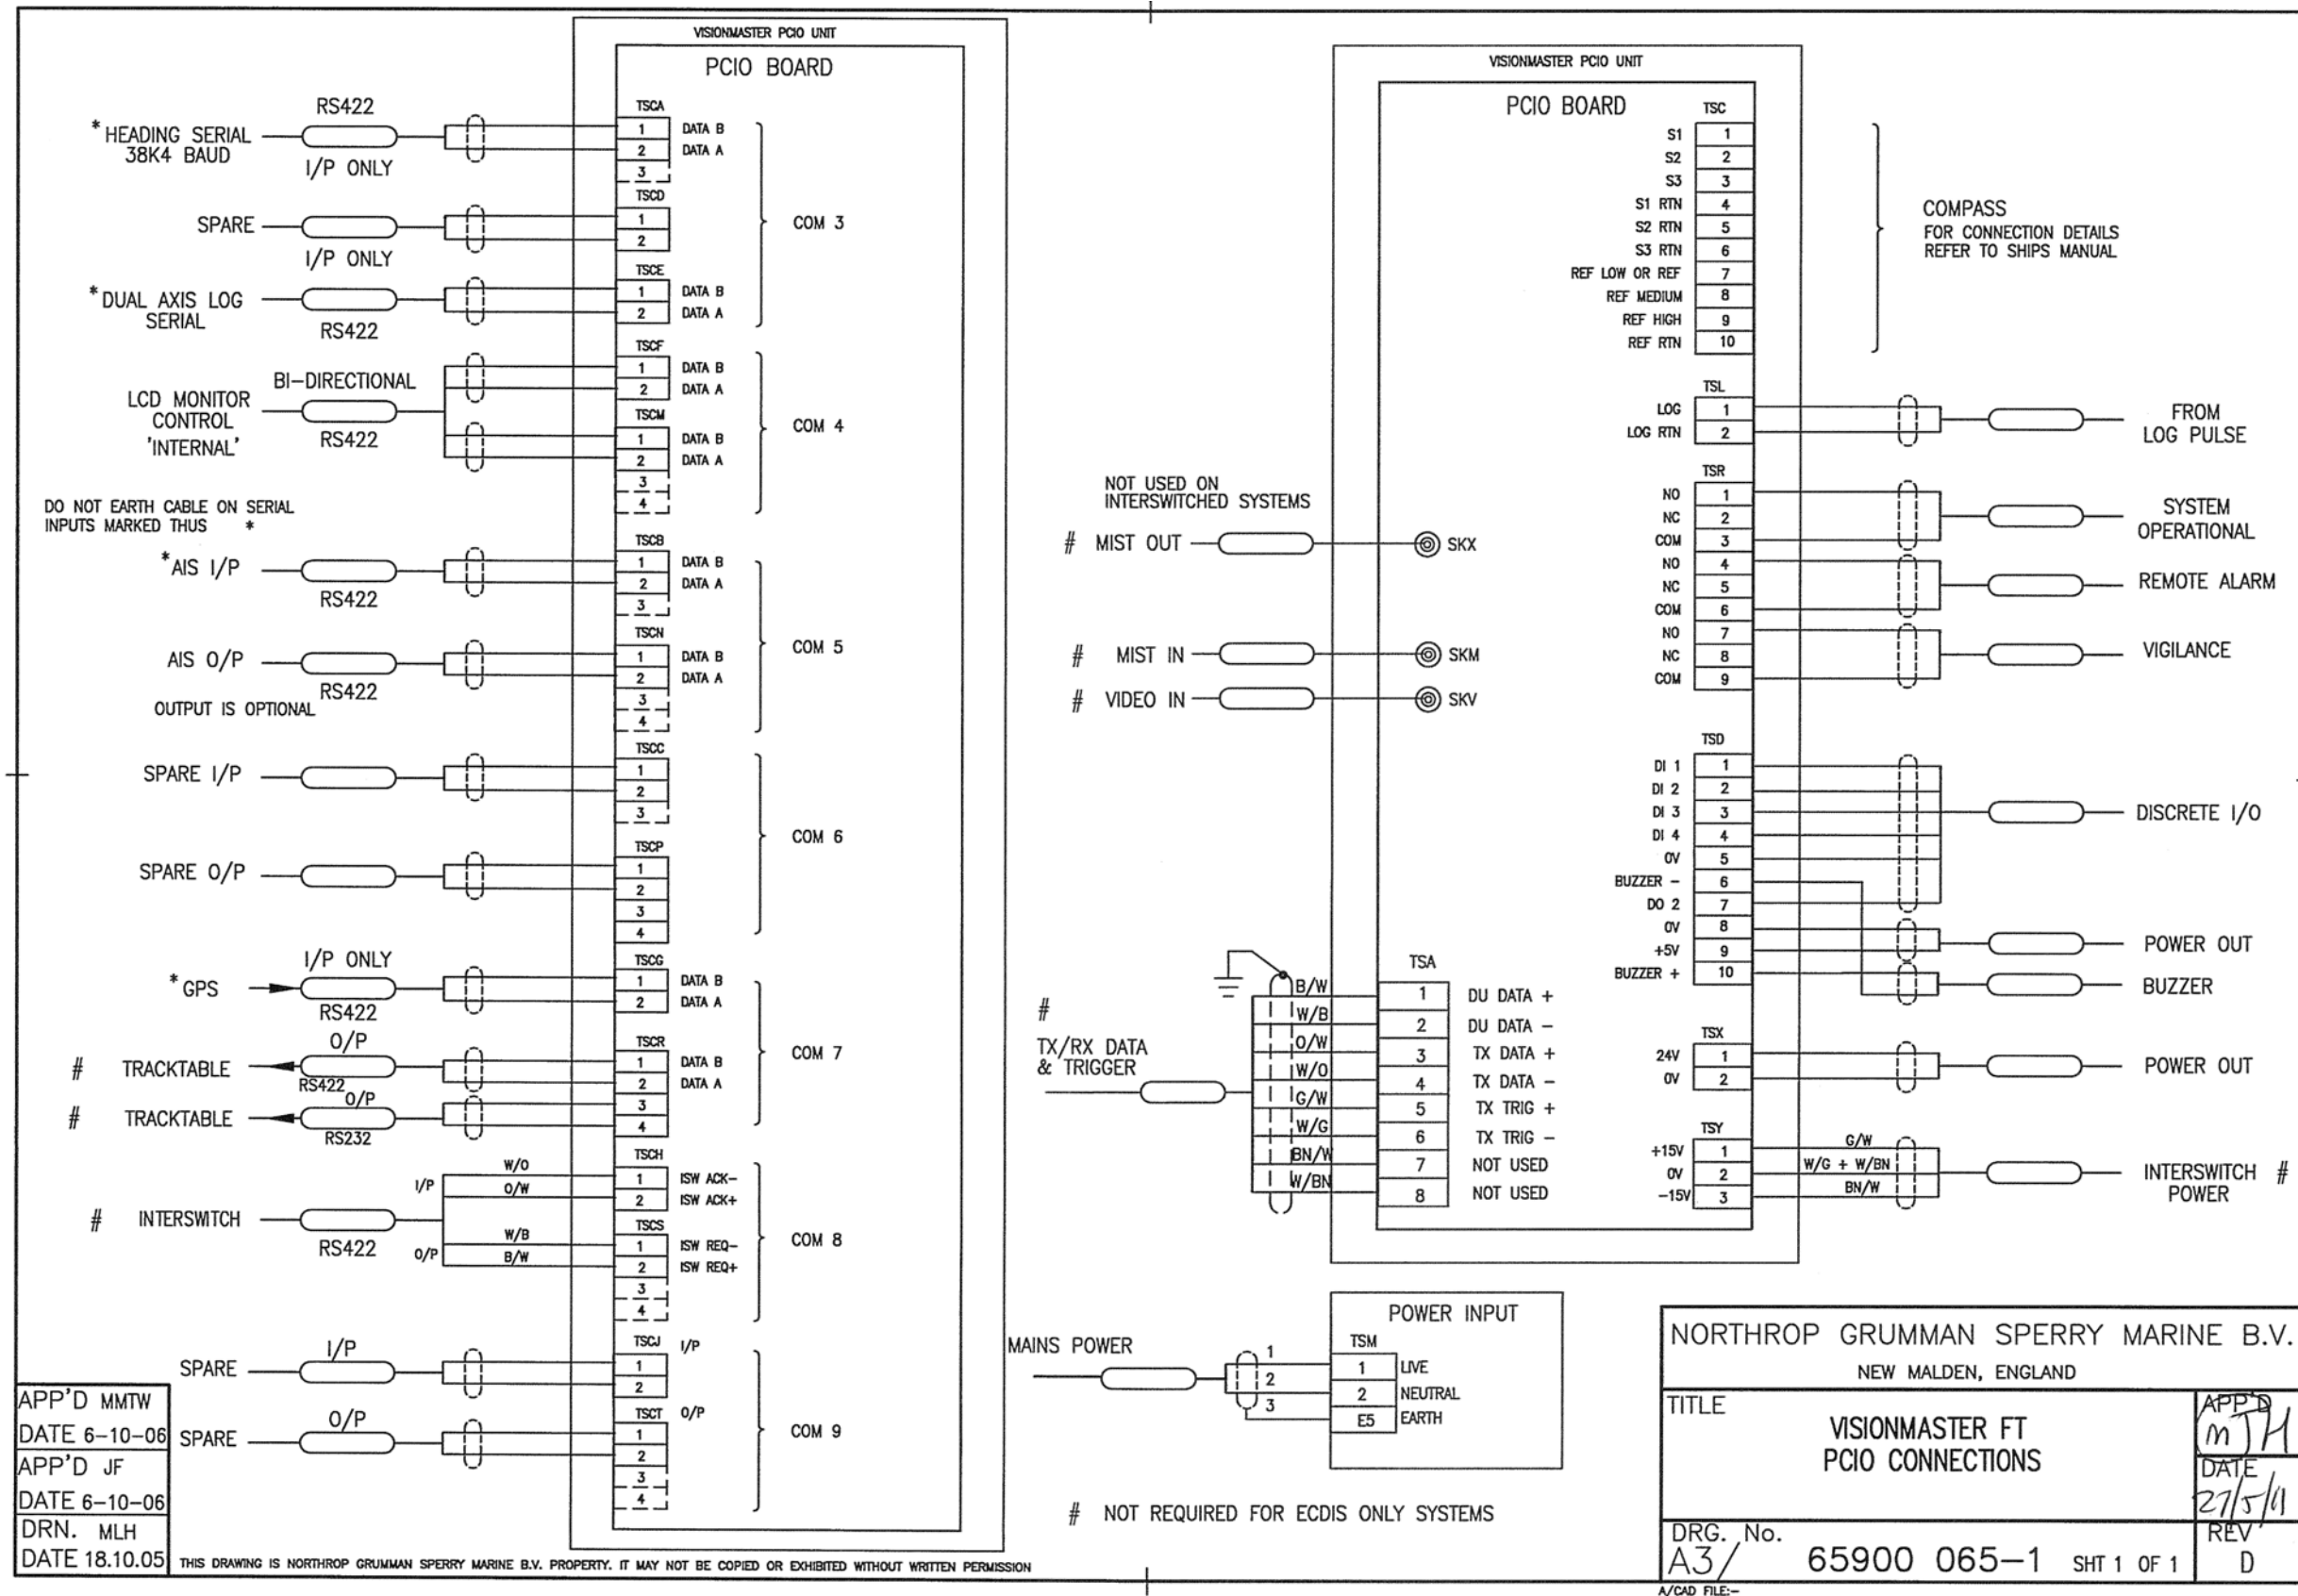 VISIONMASTER PCIO UNIT
PCIO BOARD
RS422
* HEADING SERIAL
38K4 BAUD
I/P ONLY
TSCA
1 DATA B
2 DATA A
3
SPARE
I/P ONLY
TSCD
1
2
COM 3
* DUAL AXIS LOG
SERIAL
RS422
TSCE
1 DATA B
2 DATA A
BI-DIRECTIONAL
LCD MONITOR
CONTROL
'INTERNAL'
RS422
TSCF
1 DATA B
2 DATA A
TSCM
1 DATA B
2 DATA A
3
4
COM 4
DO NOT EARTH CABLE ON SERIAL
INPUTS MARKED THUS *
* AIS I/P
RS422
TSCB
1 DATA B
2 DATA A
3
AIS O/P
RS422
OUTPUT IS OPTIONAL
TSCN
1 DATA B
2 DATA A
3
4
COM 5
SPARE I/P
TSCC
1
2
3
COM 6
SPARE O/P
TSCP
1
2
3
4
I/P ONLY
* GPS
RS422
TSCG
1 DATA B
2 DATA A
O/P
# TRACKTABLE
RS422
O/P
# TRACKTABLE
RS232
TSCR
1 DATA B
2 DATA A
3
4
COM 7
# INTERSWITCH
RS422
I/P
W/O
O/W
O/P
W/B
B/W
TSCH
1 ISW ACK-
2 ISW ACK+
TSCS
1 ISW REQ-
2 ISW REQ+
3
4
COM 8
I/P
SPARE
TSCJ I/P
1
2
O/P
SPARE
TSCT O/P
1
2
3
4
COM 9
APP'D MMTW
DATE 6-10-06
APP'D JF
DATE 6-10-06
DRN. MLH
DATE 18.10.05
THIS DRAWING IS NORTHROP GRUMMAN SPERRY MARINE B.V. PROPERTY. IT MAY NOT BE COPIED OR EXHIBITED WITHOUT WRITTEN PERMISSION
VISIONMASTER PCIO UNIT
PCIO BOARD
TSC
S1 1
S2 2
S3 3
S1 RTN 4
S2 RTN 5
S3 RTN 6
REF LOW OR REF 7
REF MEDIUM 8
REF HIGH 9
REF RTN 10
COMPASS
FOR CONNECTION DETAILS
REFER TO SHIPS MANUAL
TSL
LOG 1
LOG RTN 2
FROM
LOG PULSE
TSR
NO 1
NC 2
COM 3
NO 4
NC 5
COM 6
NO 7
NC 8
COM 9
SYSTEM
OPERATIONAL
REMOTE ALARM
VIGILANCE
NOT USED ON
INTERSWITCHED SYSTEMS
# MIST OUT SKX
# MIST IN SKM
# VIDEO IN SKV
TSD
DI 1 1
DI 2 2
DI 3 3
DI 4 4
0V 5
BUZZER - 6
DO 2 7
0V 8
+5V 9
BUZZER + 10
DISCRETE I/O
POWER OUT
BUZZER
#
TX/RX DATA
& TRIGGER
TSA
B/W 1 DU DATA +
W/B 2 DU DATA -
O/W 3 TX DATA +
W/O 4 TX DATA -
G/W 5 TX TRIG +
W/G 6 TX TRIG -
BN/W 7 NOT USED
W/BN 8 NOT USED
TSX
24V 1
0V 2
POWER OUT
TSY
+15V 1 G/W
0V 2 W/G + W/BN
-15V 3 BN/W
INTERSWITCH #
POWER
POWER INPUT
MAINS POWER
TSM
1 1 LIVE
2 2 NEUTRAL
3 E5 EARTH
# NOT REQUIRED FOR ECDIS ONLY SYSTEMS
NORTHROP GRUMMAN SPERRY MARINE B.V.
NEW MALDEN, ENGLAND
TITLE
VISIONMASTER FT
PCIO CONNECTIONS
APP'D
MJH
DATE
27/5/11
DRG. No.
A3/ 65900 065-1 SHT 1 OF 1
REV
D
A/CAD FILE:-